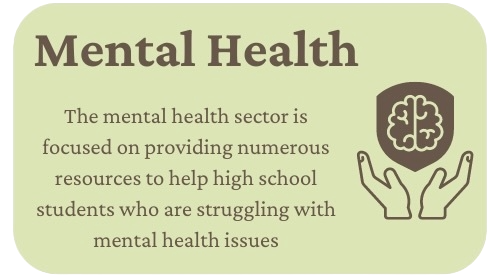 Mental Health
The mental health sector is
focused on providing numerous
resources to help high school
students who are struggling with
mental health issues